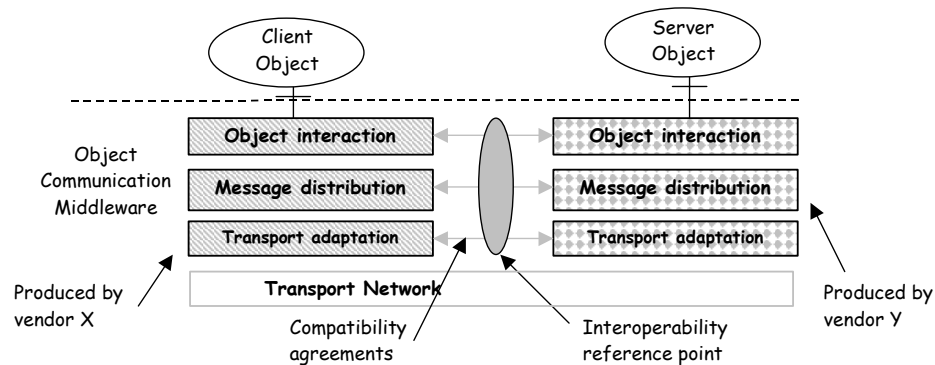 Client
Object
Server
Object
Object
Communication
Middleware
Object interaction
Object interaction
Message distribution
Message distribution
Transport adaptation
Transport adaptation
Transport Network
Produced by
vendor X
Compatibility
agreements
Interoperability
reference point
Produced by
vendor Y